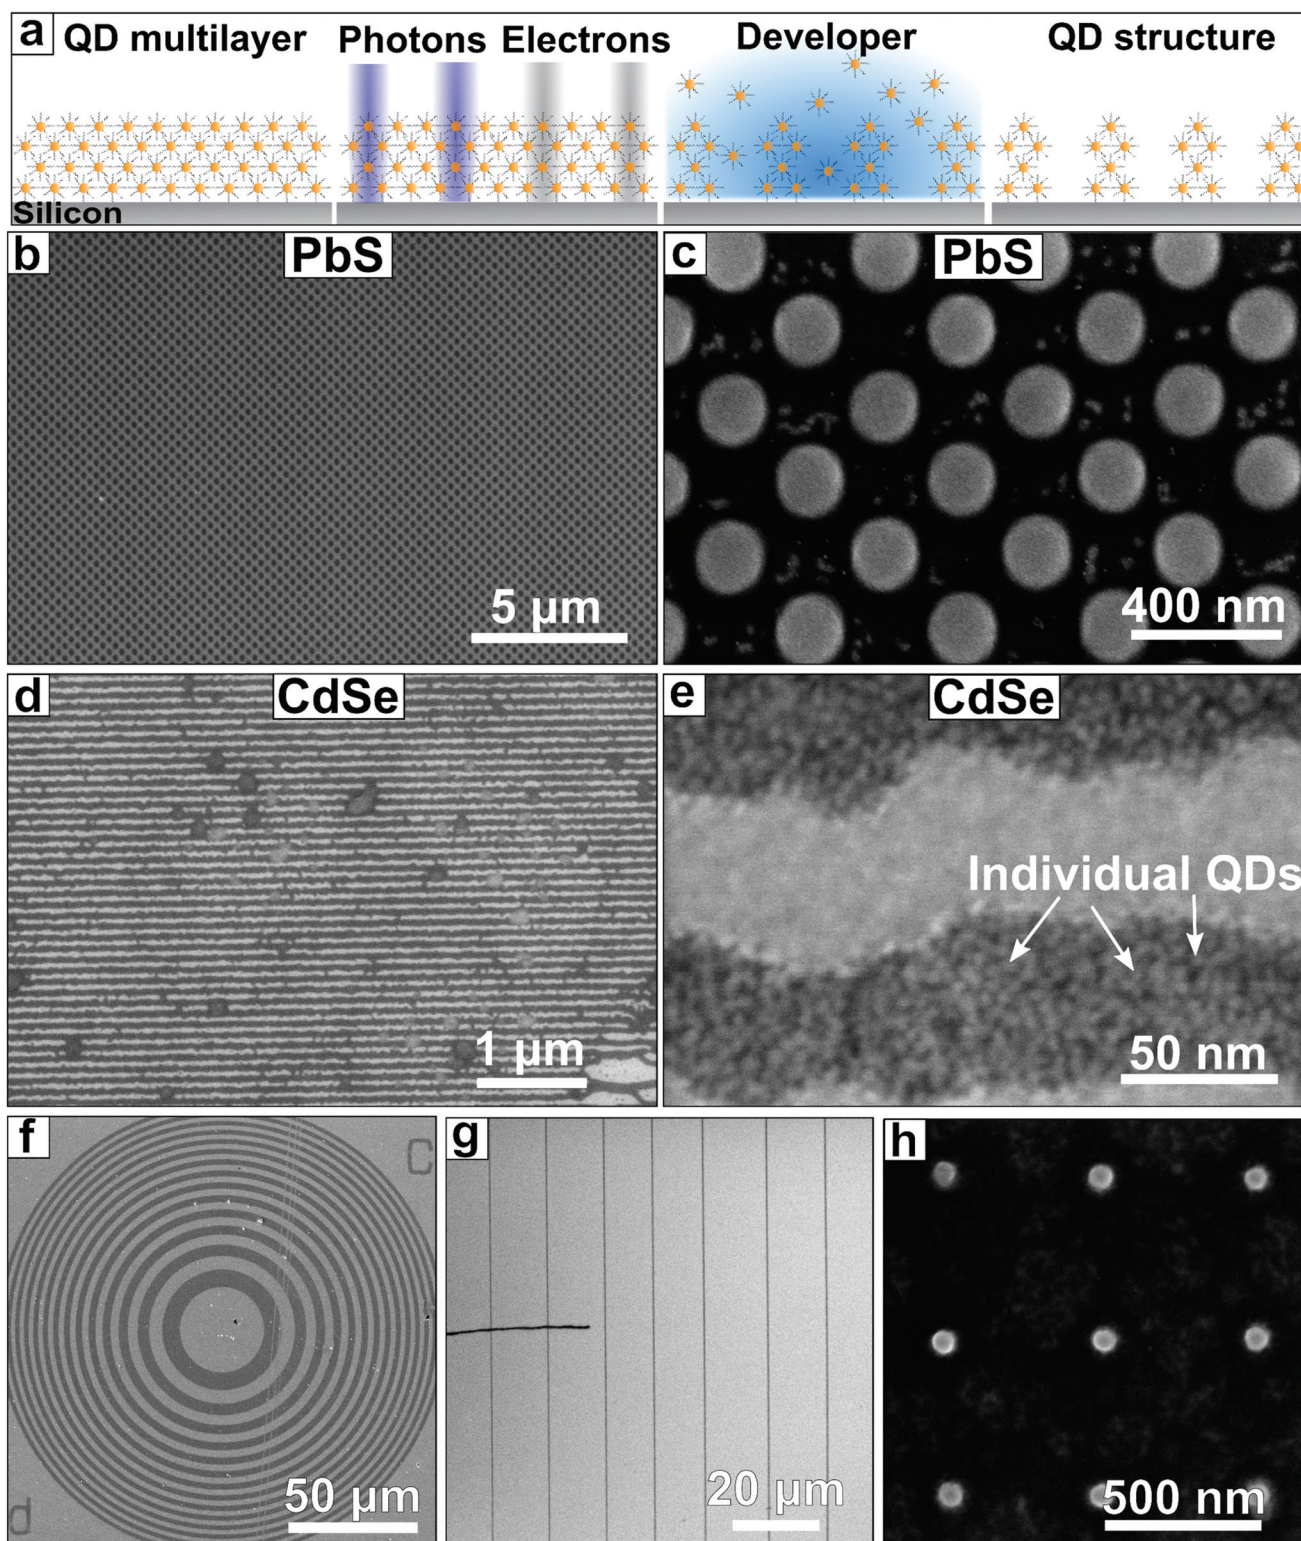 a QD multilayer Photons Electrons Developer QD structure
Silicon
b PbS
5 µm
c PbS
400 nm
d CdSe
1 µm
e CdSe
Individual QDs
50 nm
f
C
d
50 µm
g
20 µm
h
500 nm